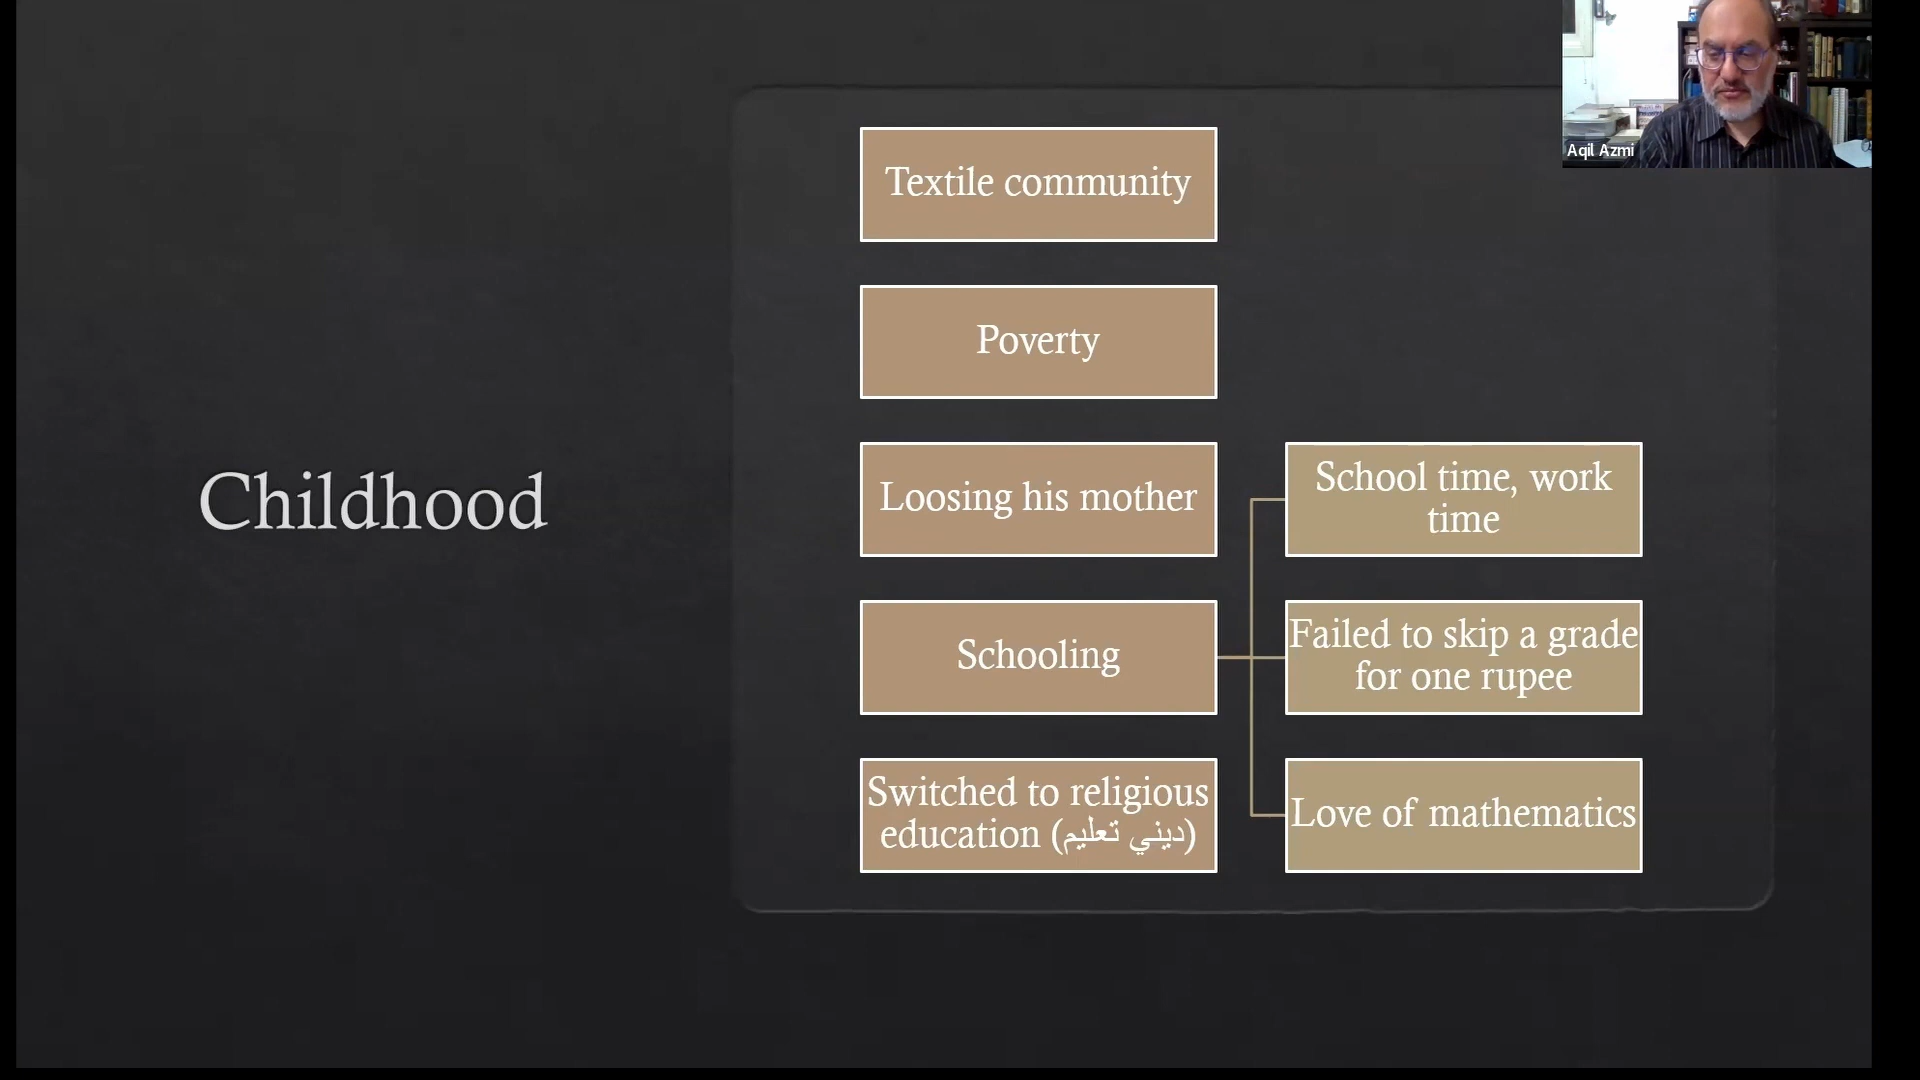 Childhood
Textile community
Poverty
Loosing his mother
Schooling
Switched to religious
education (ديني تعليم)
School time, work
time
Failed to skip a grade
for one rupee
Love of mathematics
Aqil Azmi